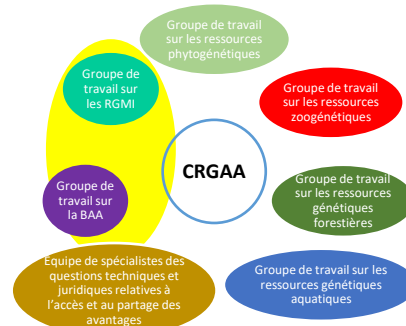 Groupe de travail
sur les ressources
phytogénétiques
Groupe de
travail sur
les RGMI
Groupe de travail
sur les ressources
zoogénétiques
CRGAA
Groupe de
travail sur
la BAA
Groupe de travail
sur les ressources
génétiques
forestières
Equipe de spécialistes des
questions techniques et
juridiques relatives à
l'accès et au partage des
avantages
Groupe de travail sur les
ressources génétiques
aquatiques